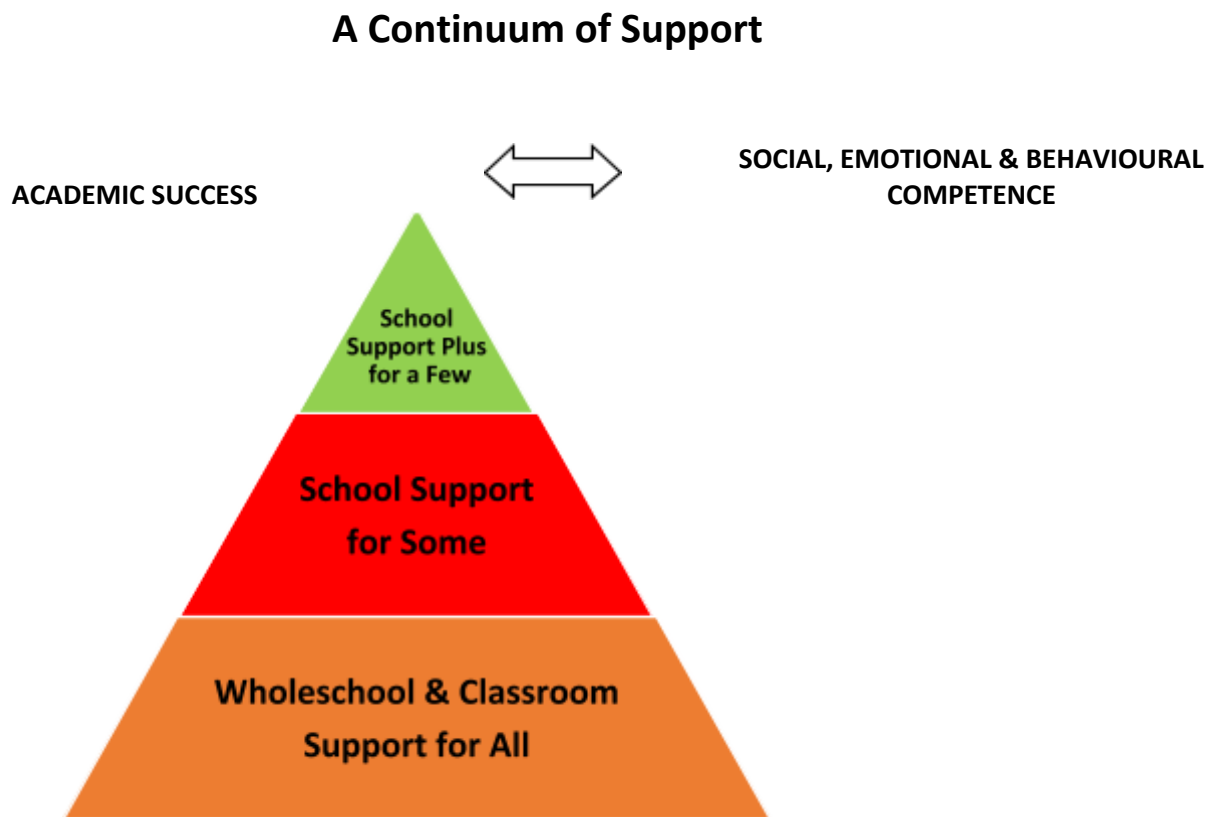 A Continuum of Support
SOCIAL, EMOTIONAL & BEHAVIOURAL
COMPETENCE
ACADEMIC SUCCESS
School
Support Plus
for a Few
School Support
for Some
Wholeschool & Classroom
Support for All